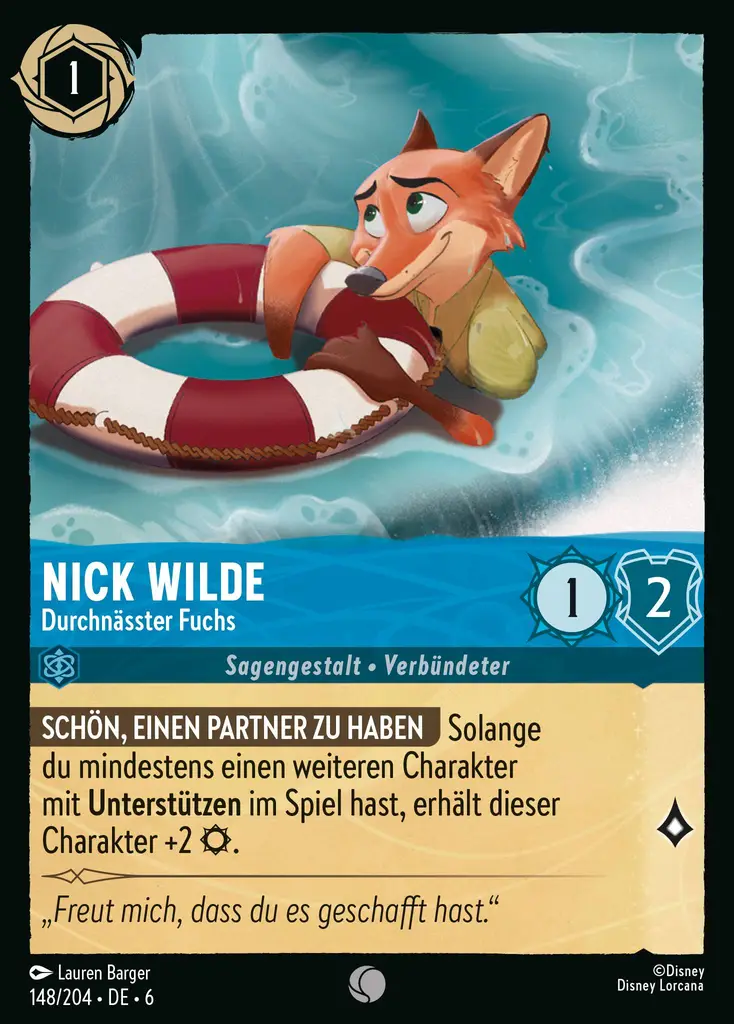 1
NICK WILDE
Durchnässter Fuchs
1
2
Sagengestalt • Verbündeter
SCHÖN, EINEN PARTNER ZU HABEN Solange
du mindestens einen weiteren Charakter
mit Unterstützen im Spiel hast, erhält dieser
Charakter +2 .
„Freut mich, dass du es geschafft hast.“
Lauren Barger
148/204 • DE • 6
©Disney
Disney Lorcana